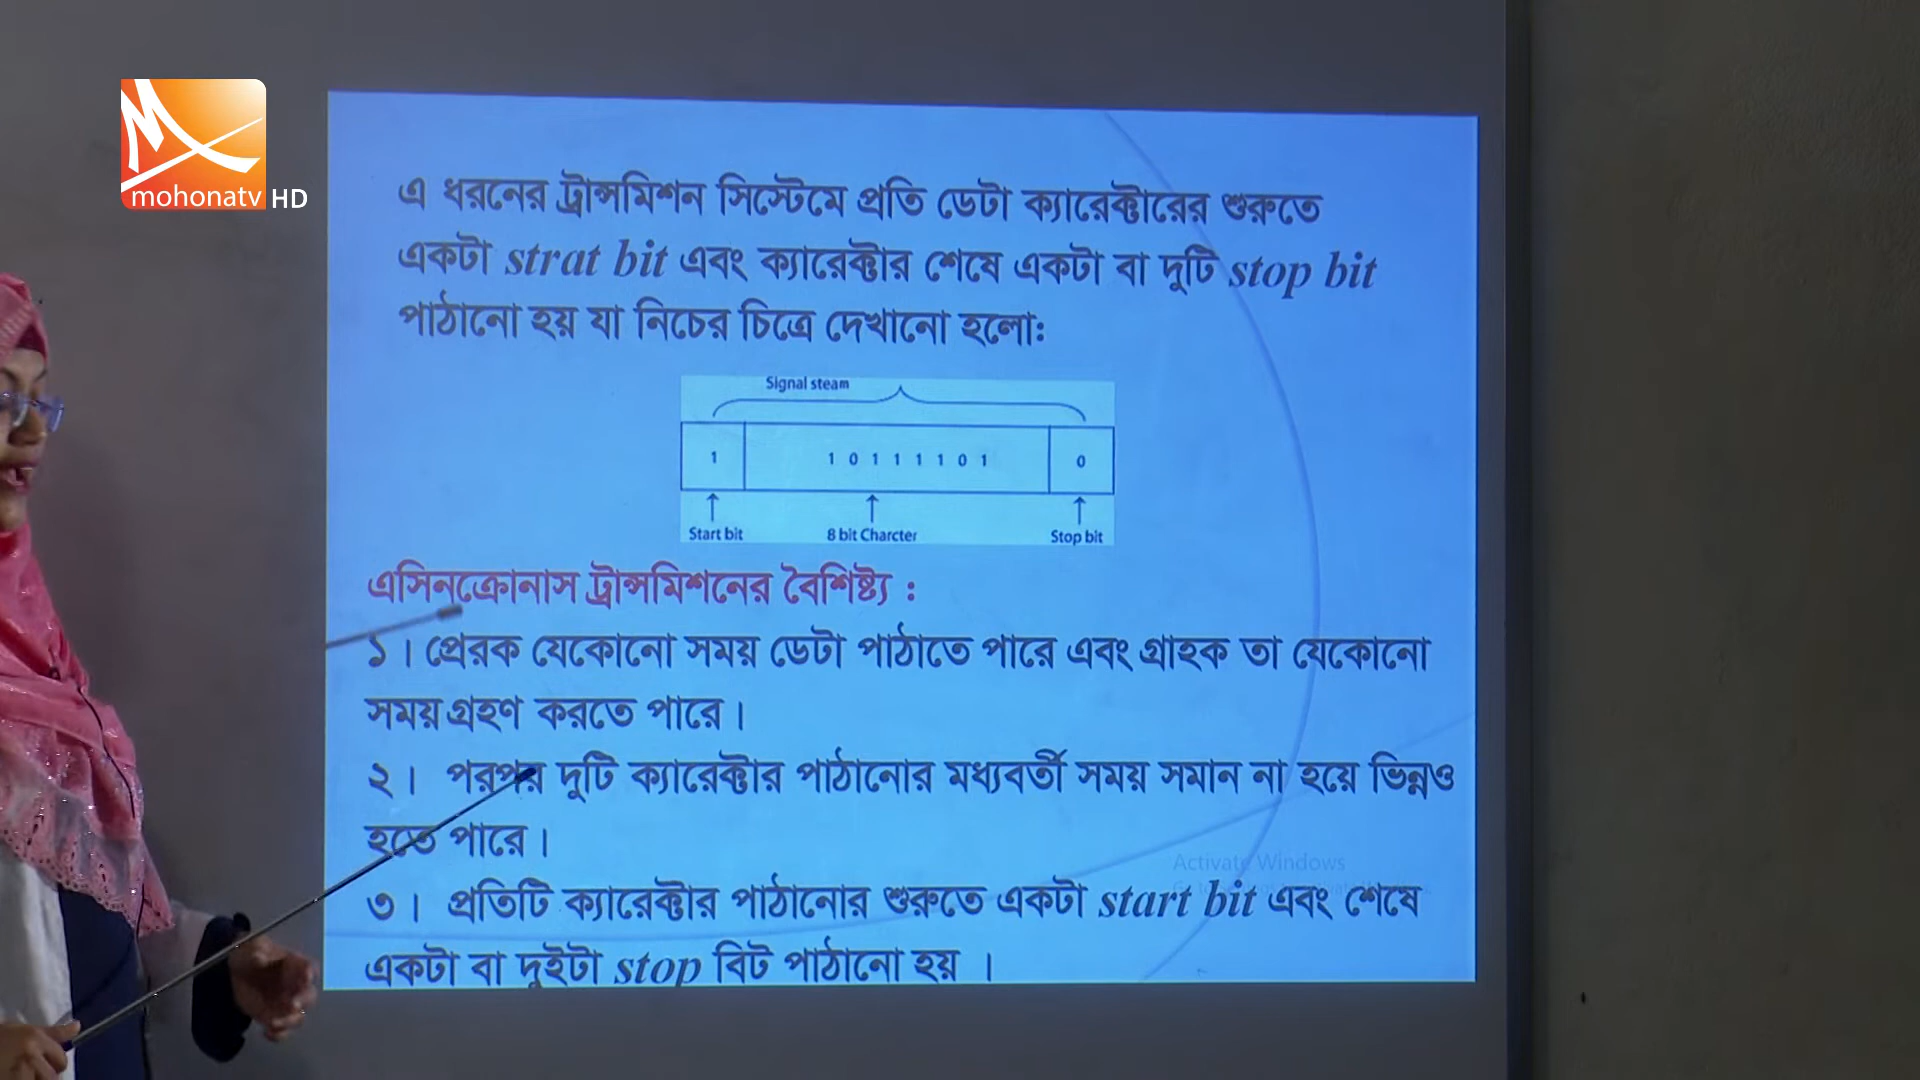 mohonatv HD
এ ধরনের ট্রান্সমিশন সিস্টেমে প্রতি ডেটা ক্যারেক্টারের শুরুতে
একটা strat bit এবং ক্যারেক্টার শেষে একটা বা দুটি stop bit
পাঠানো হয় যা নিচের চিত্রে দেখানো হলো:
Signal steam
1 1 0 1 1 1 1 0 1 0
Start bit 8 bit Charcter Stop bit
এসিনক্রোনাস ট্রান্সমিশনের বৈশিষ্ট্য :
১। প্রেরক যেকোনো সময় ডেটা পাঠাতে পারে এবং গ্রাহক তা যেকোনো
সময় গ্রহণ করতে পারে।
২। পরপর দুটি ক্যারেক্টার পাঠানোর মধ্যবর্তী সময় সমান না হয়ে ভিন্নও
হতে পারে।
Activate Windows
৩। প্রতিটি ক্যারেক্টার পাঠানোর শুরুতে একটা start bit এবং শেষে
একটা বা দুইটা stop বিট পাঠানো হয় ।